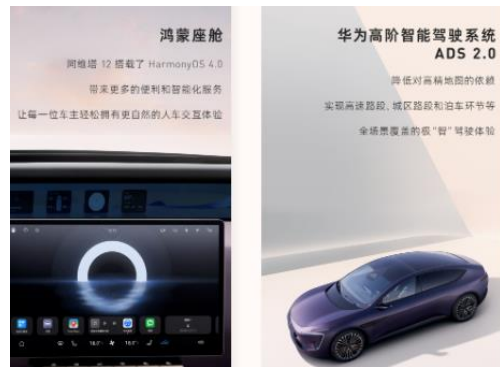 鸿蒙座舱
阿维塔 12 搭载了 HarmonyOS 4.0
带来更多的便利和智能化服务
让每一位车主轻松拥有更自然的人车交互体验
华为高阶智能驾驶系统
ADS 2.0
降低对高精地图的依赖
实现高速路段、城区路段和泊车环节等
全场景覆盖的极“智”驾驶体验